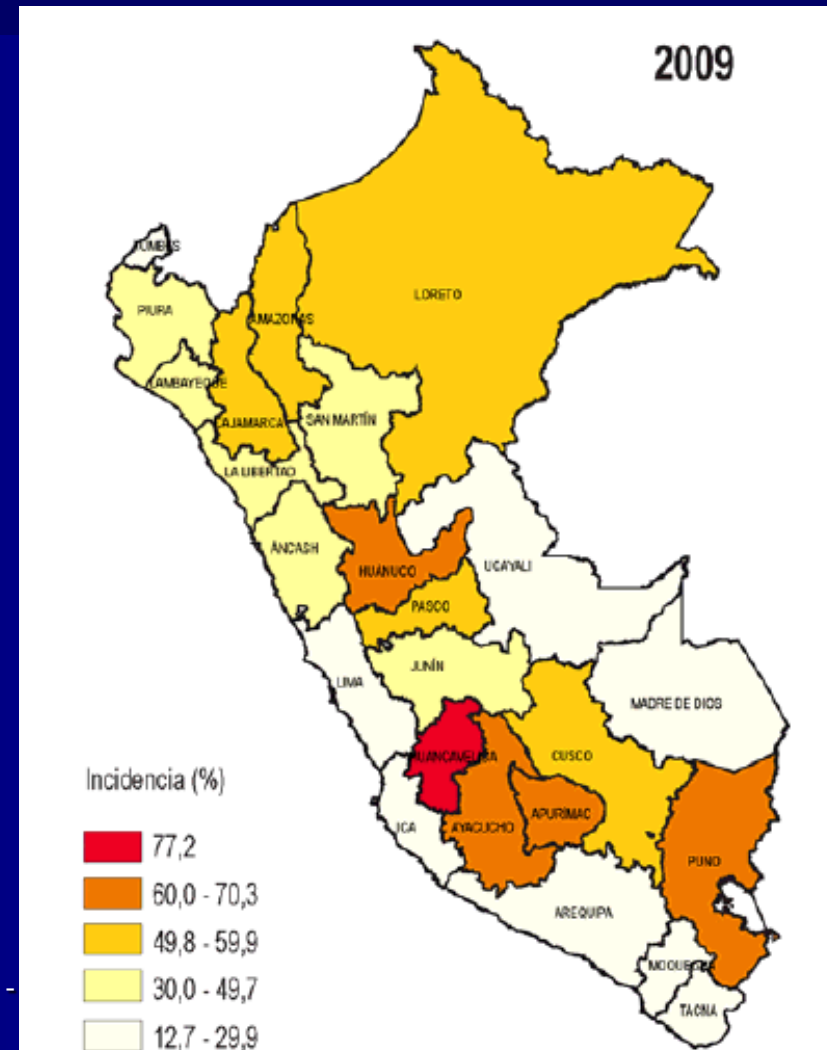 2009
TUMBES
PIURA
LORETO
AMAZONAS
LAMBAYEQUE
CAJAMARCA
SAN MARTÍN
LA LIBERTAD
ÁNCASH
HUÁNUCO
UCAYALI
PASCO
JUNÍN
LIMA
MADRE DE DIOS
HUANCAVELICA
CUSCO
ICA
AYACUCHO
APURÍMAC
PUNO
AREQUIPA
MOQUEGUA
TACNA
Incidencia (%)
77,2
60,0 - 70,3
49,8 - 59,9
30,0 - 49,7
12,7 - 29,9